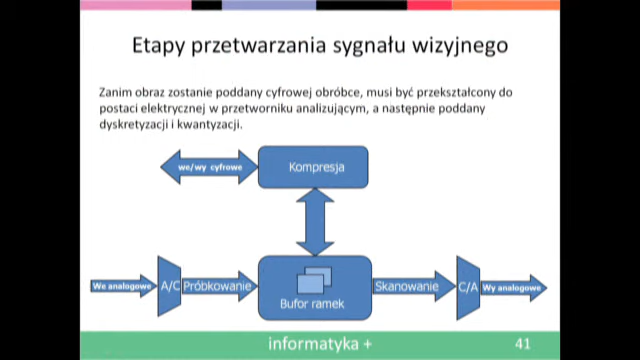 Etapy przetwarzania sygnału wizyjnego
Zanim obraz zostanie poddany cyfrowej obróbce, musi być przekształcony do
postaci elektrycznej w przetworniku analizującym, a następnie poddany
dyskretyzacji i kwantyzacji.
we/wy cyfrowe
Kompresja
We analogowe
A/C
Próbkowanie
Bufor ramek
Skanowanie
C/A
Wy analogowe
informatyka +
41